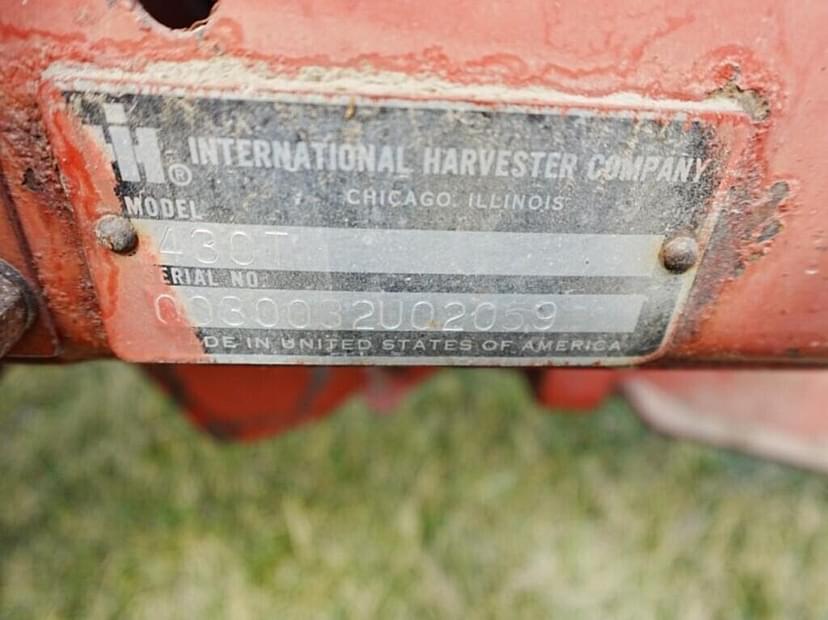 IH® INTERNATIONAL HARVESTER COMPANY
CHICAGO, ILLINOIS
MODEL
430T
ERIAL NO.
0030032U02059
DE IN UNITED STATES OF AMERICA